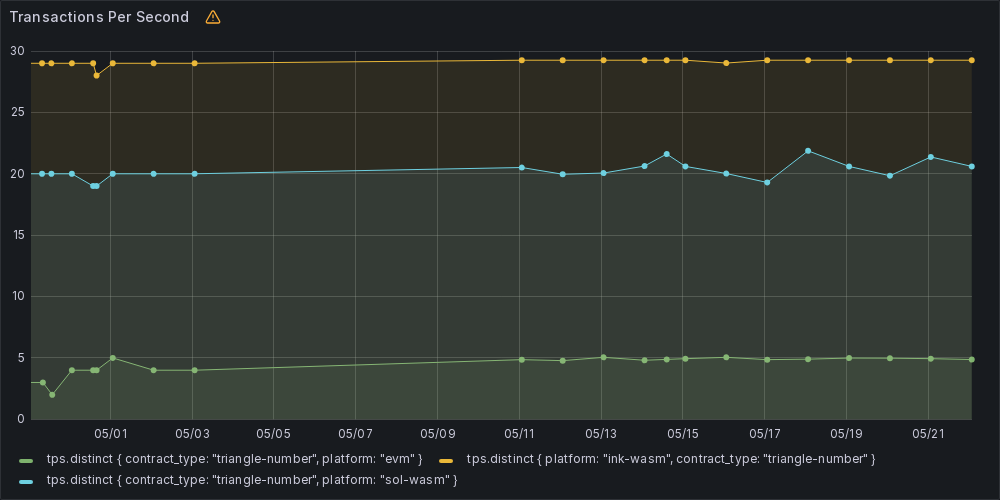 Transactions Per Second
30
25
20
15
10
5
0
05/01 05/03 05/05 05/07 05/09 05/11 05/13 05/15 05/17 05/19 05/21
tps.distinct { contract_type: "triangle-number", platform: "evm" } tps.distinct { platform: "ink-wasm", contract_type: "triangle-number" }
tps.distinct { contract_type: "triangle-number", platform: "sol-wasm" }